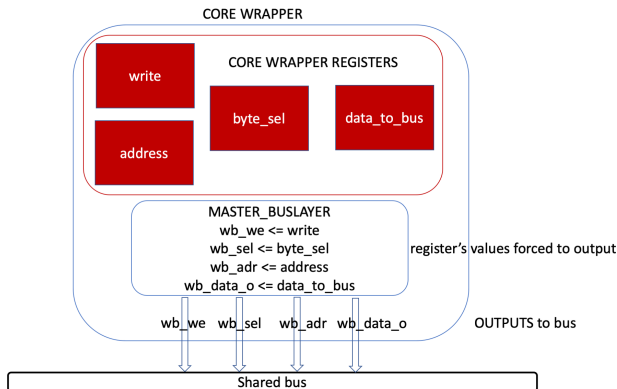 CORE WRAPPER
CORE WRAPPER REGISTERS
write
byte_sel
data_to_bus
address
MASTER_BUSLAYER
wb_we <= write
wb_sel <= byte_sel
wb_adr <= address
wb_data_o <= data_to_bus
register's values forced to output
wb_we wb_sel wb_adr wb_data_o
OUTPUTS to bus
Shared bus